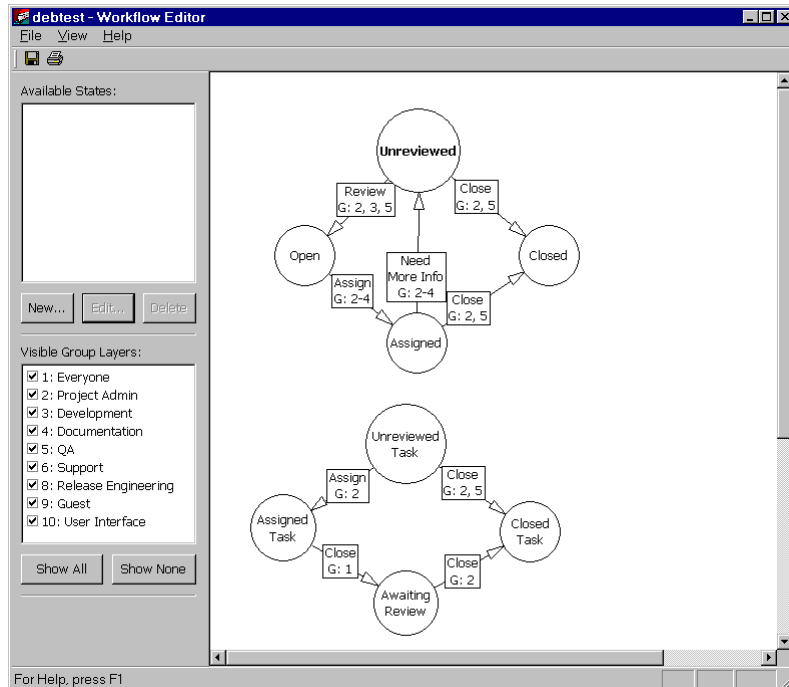 debtest - Workflow Editor
File View Help
Available States:
New... Edit... Delete
Visible Group Layers:
1: Everyone
2: Project Admin
3: Development
4: Documentation
5: QA
6: Support
8: Release Engineering
9: Guest
10: User Interface
Show All Show None
Unreviewed
Review
G: 2, 3, 5
Close
G: 2, 5
Open
Need
More Info
G: 2-4
Closed
Assign
G: 2-4
Close
G: 2, 5
Assigned
Unreviewed
Task
Assign
G: 2
Close
G: 2, 5
Assigned
Task
Closed
Task
Close
G: 1
Close
G: 2
Awaiting
Review
For Help, press F1